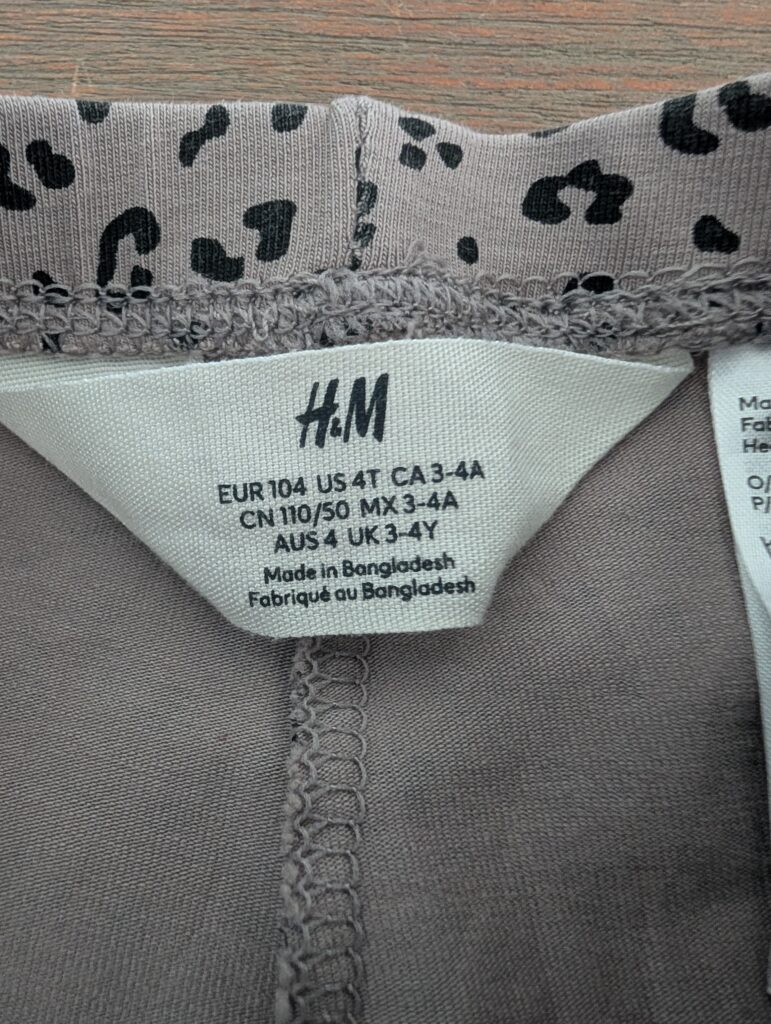 H&M
EUR 104 US 4T CA 3-4A
CN 110/50 MX 3-4A
AUS 4 UK 3-4Y
Made in Bangladesh
Fabriqué au Bangladesh